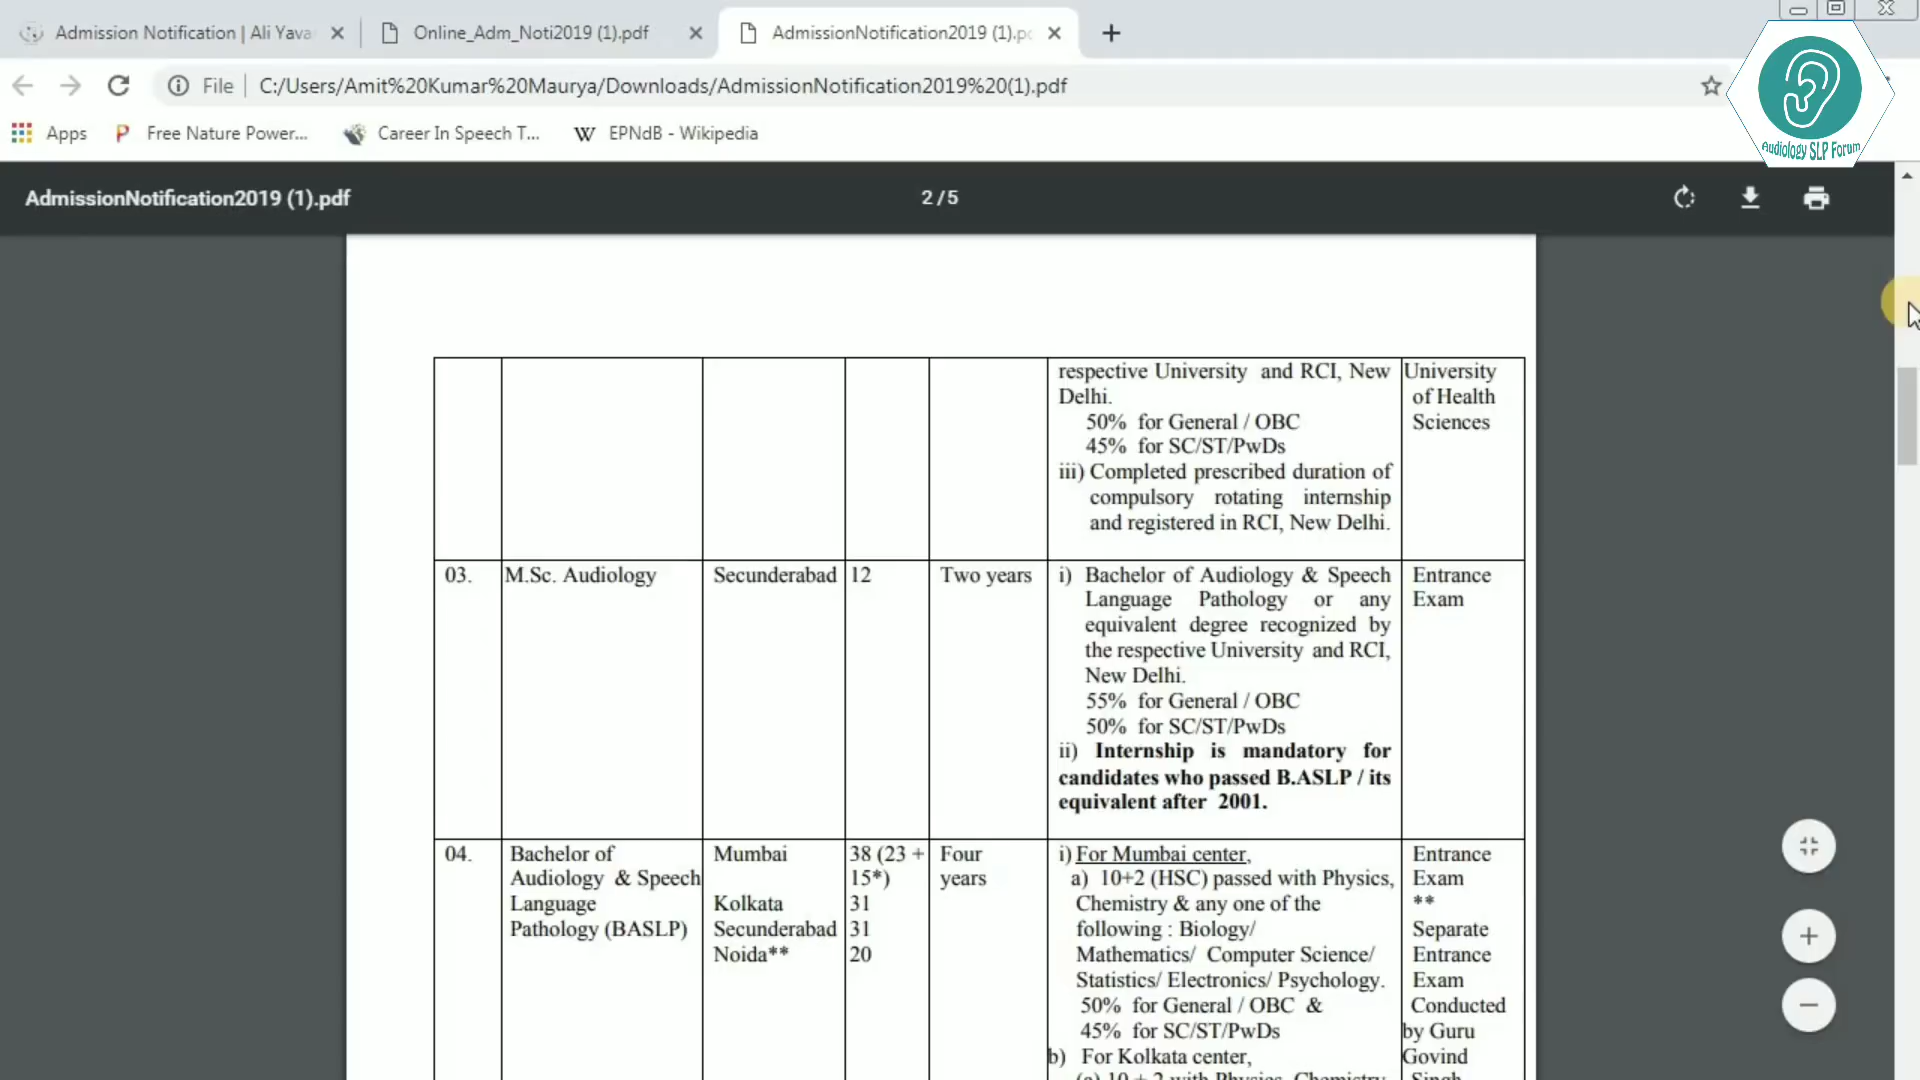 Admission Notification | Ali Yava
Online_Adm_Noti2019 (1).pdf
AdmissionNotification2019 (1).p
File
C:/Users/Amit%20Kumar%20Maurya/Downloads/AdmissionNotification2019%20(1).pdf
Apps
Free Nature Power...
Career In Speech T...
W
EPNdB - Wikipedia
Audiology SLP Forum
AdmissionNotification2019 (1).pdf
2 / 5
respective University and RCI, New
Delhi.
50% for General / OBC
45% for SC/ST/PwDs
iii) Completed prescribed duration of
compulsory rotating internship
and registered in RCI, New Delhi.
University
of Health
Sciences
03.
M.Sc. Audiology
Secunderabad
12
Two years
i) Bachelor of Audiology & Speech
Language Pathology or any
equivalent degree recognized by
the respective University and RCI,
New Delhi.
55% for General / OBC
50% for SC/ST/PwDs
ii) Internship is mandatory for
candidates who passed B.ASLP / its
equivalent after 2001.
Entrance
Exam
04.
Bachelor of
Audiology & Speech
Language
Pathology (BASLP)
Mumbai
Kolkata
Secunderabad
Noida**
38 (23 +
15*)
31
31
20
Four
years
i) For Mumbai center,
a) 10+2 (HSC) passed with Physics,
Chemistry & any one of the
following : Biology/
Mathematics/ Computer Science/
Statistics/ Electronics/ Psychology.
50% for General / OBC &
45% for SC/ST/PwDs
b) For Kolkata center,
(a) 10 + 2 with Physics, Chemistry
Entrance
Exam
**
Separate
Entrance
Exam
Conducted
by Guru
Govind
Singh